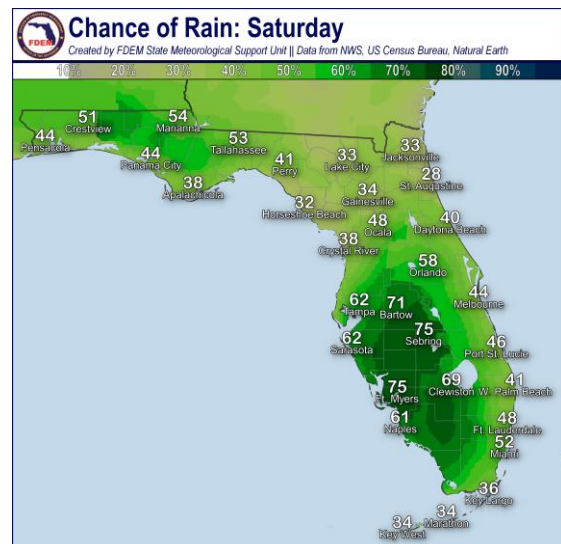 FDEM
Chance of Rain: Saturday
Created by FDEM State Meteorological Support Unit || Data from NWS, US Census Bureau, Natural Earth
10% 20% 30% 40% 50% 60% 70% 80% 90%
51
Crestview
54
Marianna
44
Pensacola
53
Tallahassee
44
Panama City
38
Apalachicola
41
Perry
33
Lake City
33
Jacksonville
28
St. Augustine
34
Gainesville
32
Horseshoe Beach
48
Ocala
40
Daytona Beach
38
Crystal River
58
Orlando
44
Melbourne
62
Tampa
71
Bartow
75
Sebring
62
Sarasota
46
Port St. Lucie
75
Ft. Myers
69
Clewiston
41
W. Palm Beach
61
Naples
48
Ft. Lauderdale
52
Miami
36
Key Largo
34
Marathon
34
Key West